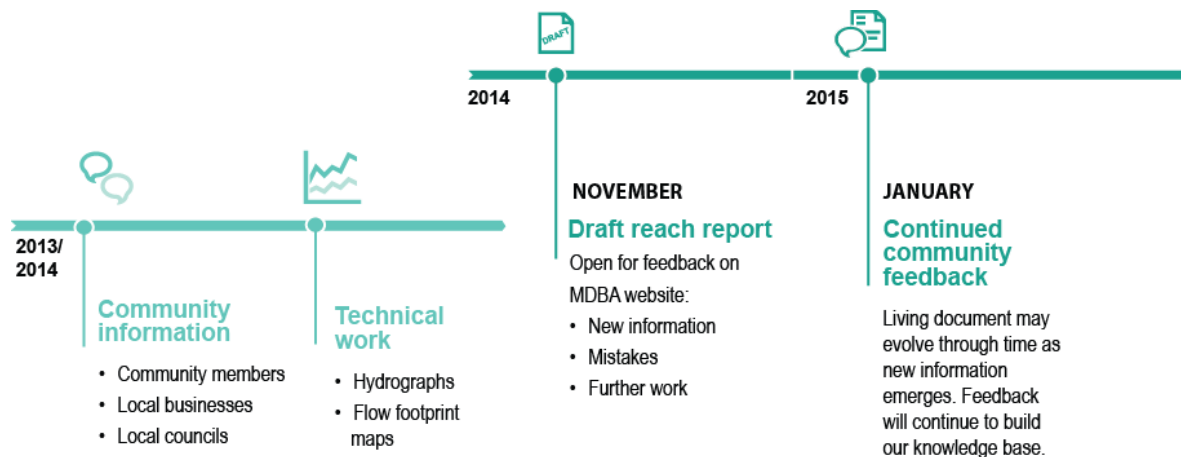 2013/
2014
Community
information
• Community members
• Local businesses
• Local councils
Technical
work
• Hydrographs
• Flow footprint
maps
2014
DRAFT
NOVEMBER
Draft reach report
Open for feedback on
MDBA website:
• New information
• Mistakes
• Further work
2015
JANUARY
Continued
community
feedback
Living document may
evolve through time as
new information
emerges. Feedback
will continue to build
our knowledge base.